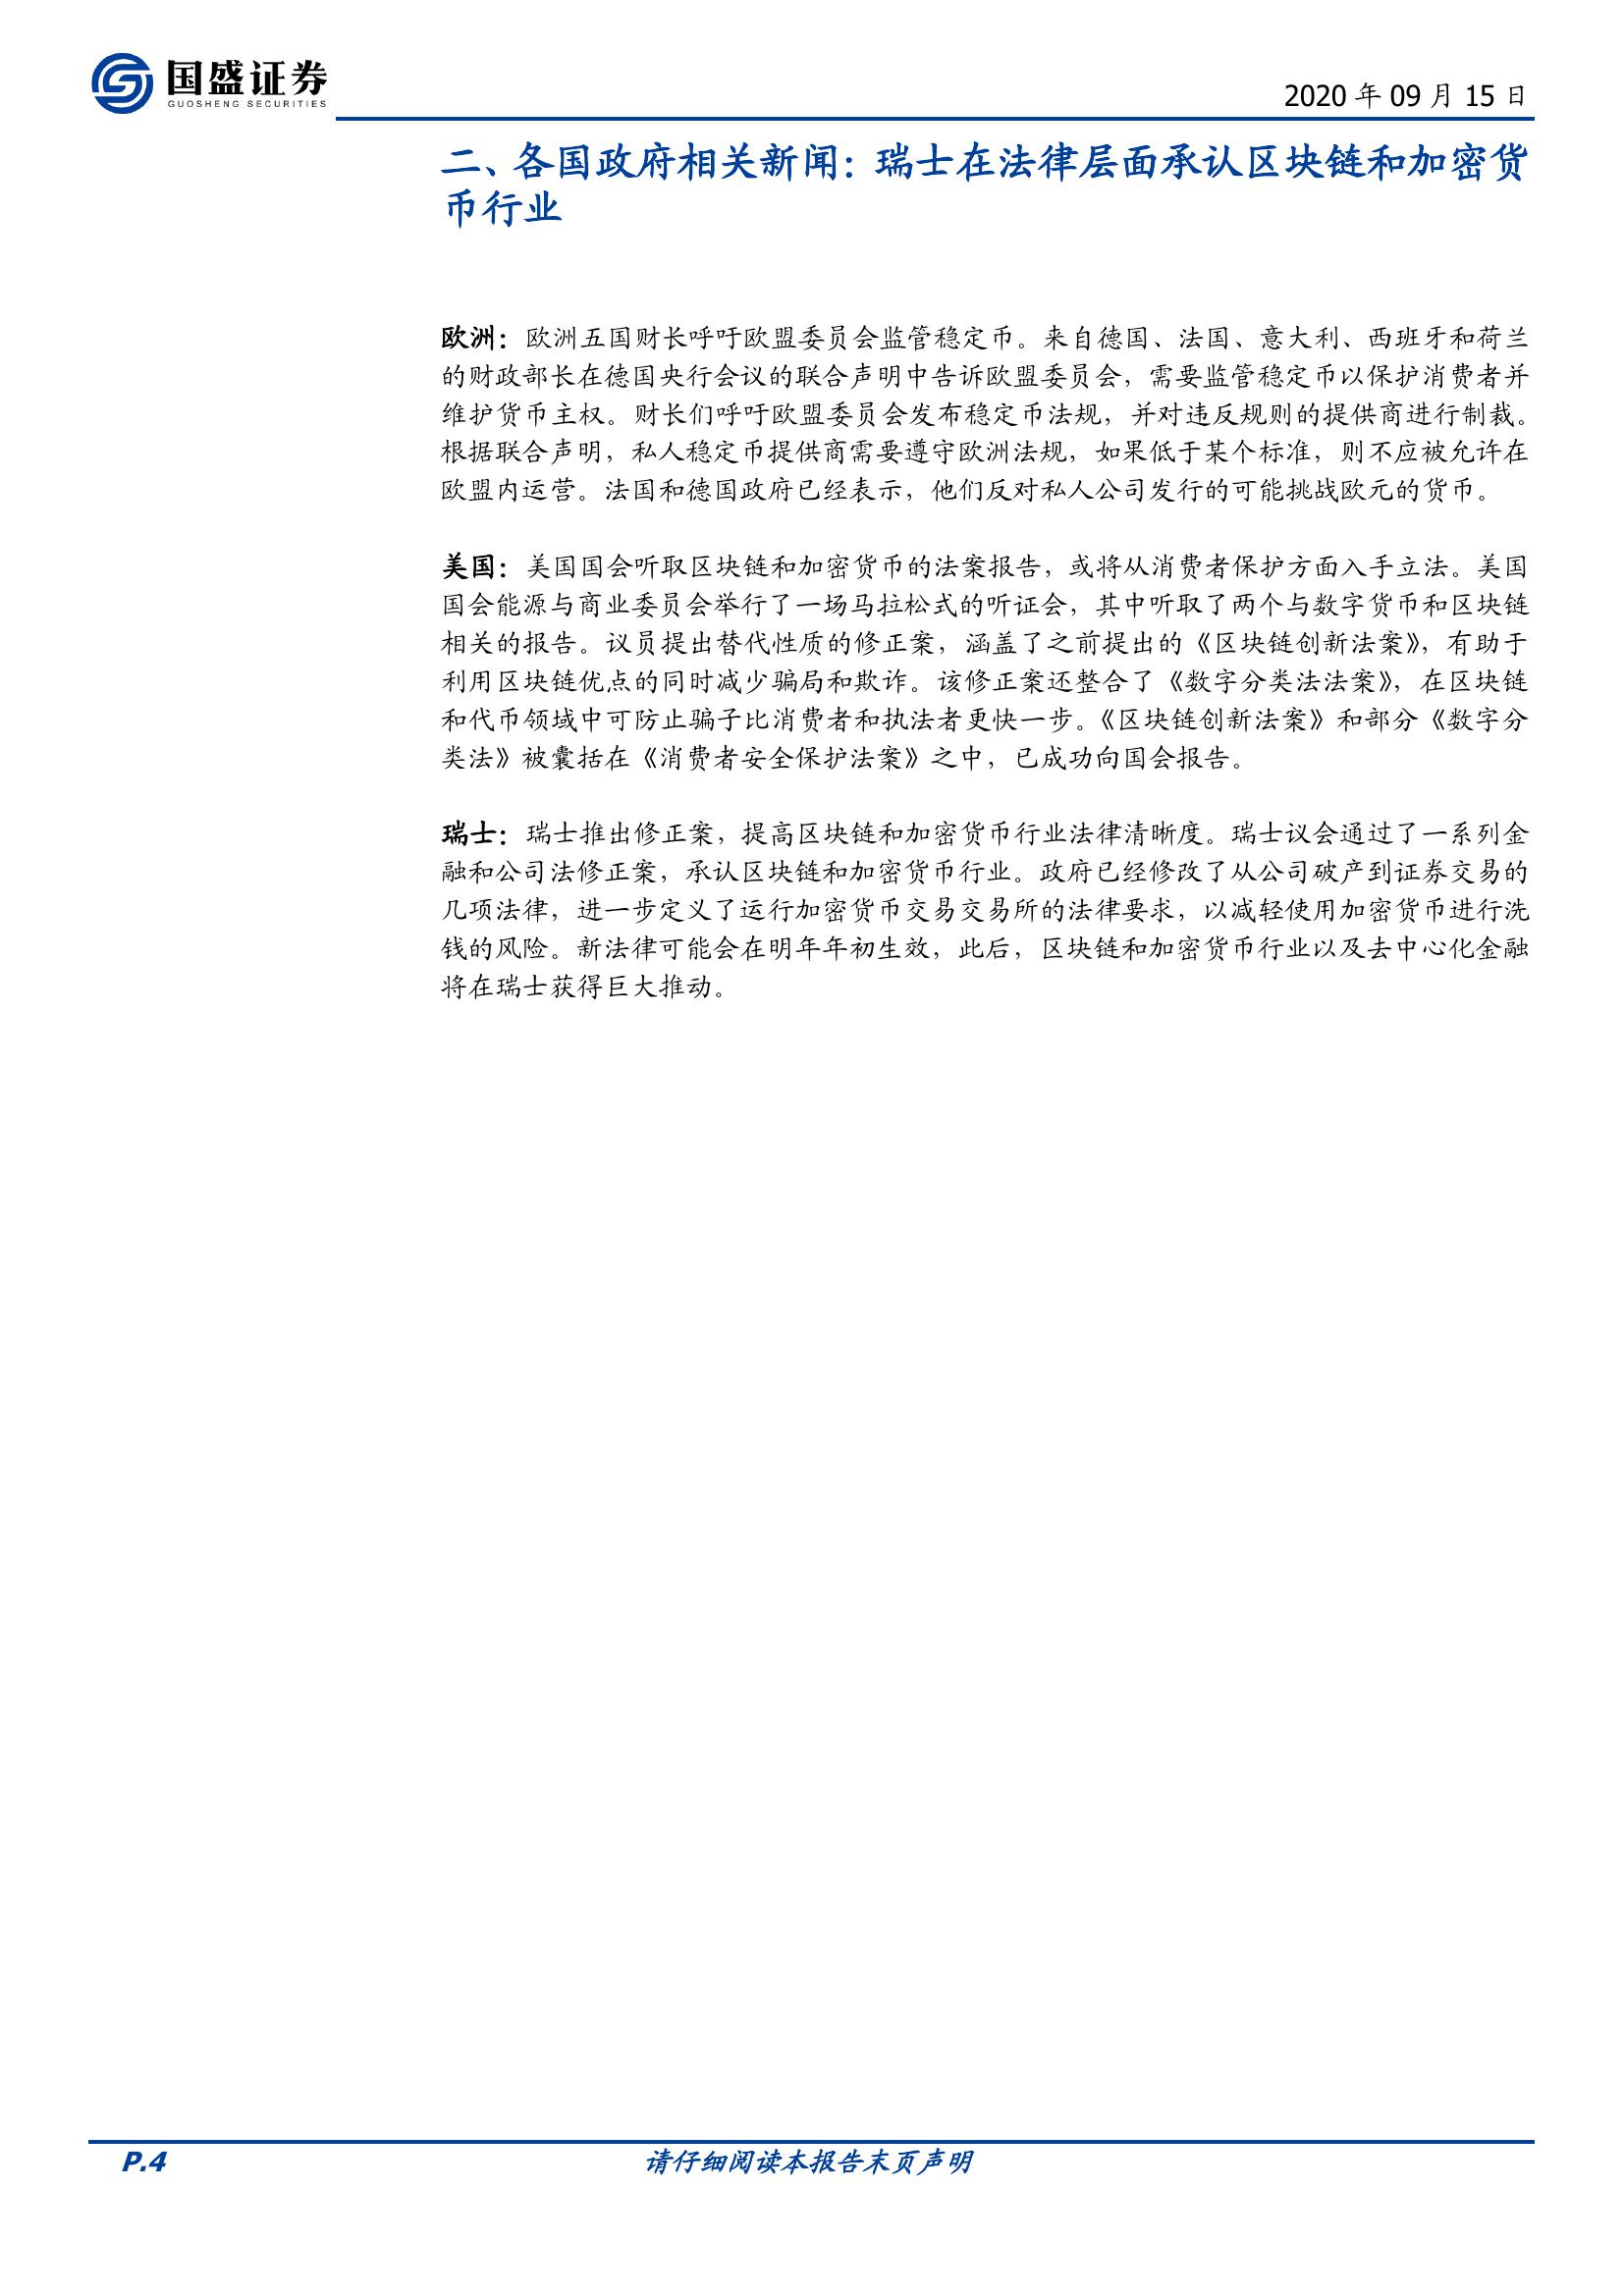 国盛证券
GUOSHENG SECURITIES
2020 年 09 月 15 日
二、各国政府相关新闻：瑞士在法律层面承认区块链和加密货
币行业
欧洲：欧洲五国财长呼吁欧盟委员会监管稳定币。来自德国、法国、意大利、西班牙和荷兰
的财政部长在德国央行会议的联合声明中告诉欧盟委员会，需要监管稳定币以保护消费者并
维护货币主权。财长们呼吁欧盟委员会发布稳定币法规，并对违反规则的提供商进行制裁。
根据联合声明，私人稳定币提供商需要遵守欧洲法规，如果低于某个标准，则不应被允许在
欧盟内运营。法国和德国政府已经表示，他们反对私人公司发行的可能挑战欧元的货币。
美国：美国国会听取区块链和加密货币的法案报告，或将从消费者保护方面入手立法。美国
国会能源与商业委员会举行了一场马拉松式的听证会，其中听取了两个与数字货币和区块链
相关的报告。议员提出替代性质的修正案，涵盖了之前提出的《区块链创新法案》，有助于
利用区块链优点的同时减少骗局和欺诈。该修正案还整合了《数字分类法法案》，在区块链
和代币领域中可防止骗子比消费者和执法者更快一步。《区块链创新法案》和部分《数字分
类法》被囊括在《消费者安全保护法案》之中，已成功向国会报告。
瑞士：瑞士推出修正案，提高区块链和加密货币行业法律清晰度。瑞士议会通过了一系列金
融和公司法修正案，承认区块链和加密货币行业。政府已经修改了从公司破产到证券交易的
几项法律，进一步定义了运行加密货币交易交易所的法律要求，以减轻使用加密货币进行洗
钱的风险。新法律可能会在明年年初生效，此后，区块链和加密货币行业以及去中心化金融
将在瑞士获得巨大推动。
P.4
请仔细阅读本报告末页声明